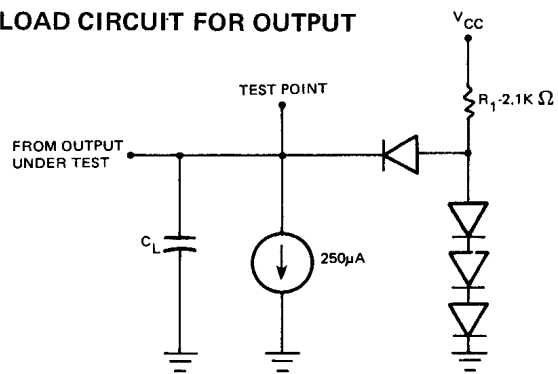 LOAD CIRCUIT FOR OUTPUT
VCC
TEST POINT
R1-2.1K Ω
FROM OUTPUT
UNDER TEST
CL
250μA